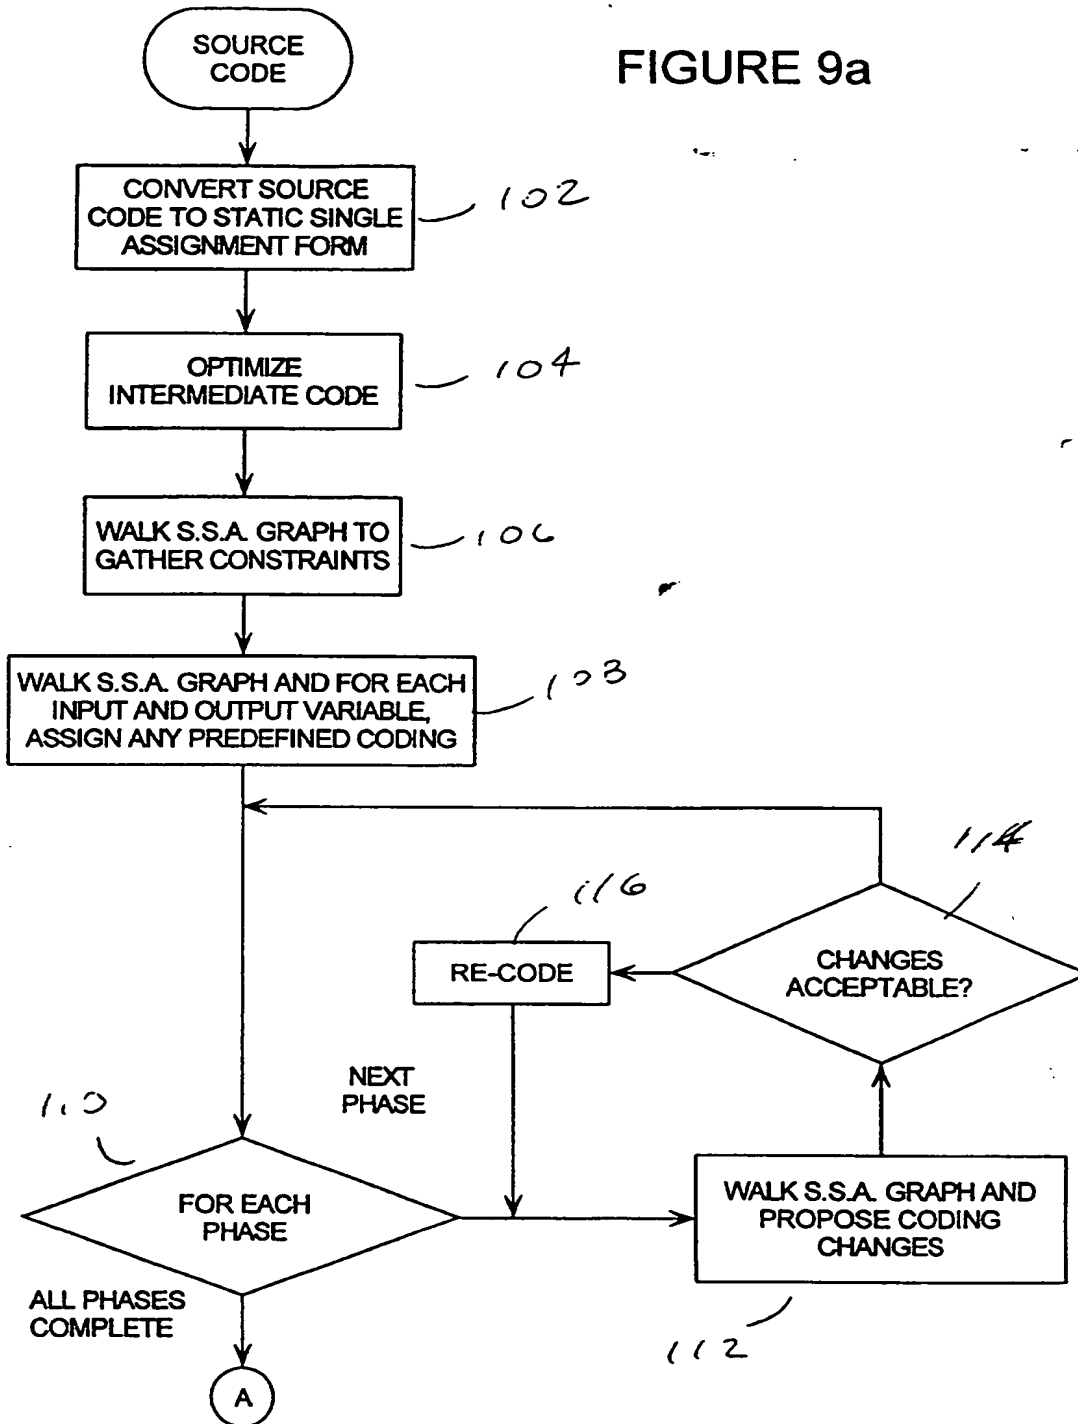 SOURCE
CODE
FIGURE 9a
CONVERT SOURCE
CODE TO STATIC SINGLE
ASSIGNMENT FORM
102
OPTIMIZE
INTERMEDIATE CODE
104
WALK S.S.A. GRAPH TO
GATHER CONSTRAINTS
106
WALK S.S.A. GRAPH AND FOR EACH
INPUT AND OUTPUT VARIABLE,
ASSIGN ANY PREDEFINED CODING
108
114
116
RE-CODE
CHANGES
ACCEPTABLE?
NEXT
PHASE
110
FOR EACH
PHASE
WALK S.S.A. GRAPH AND
PROPOSE CODING
CHANGES
ALL PHASES
COMPLETE
112
A